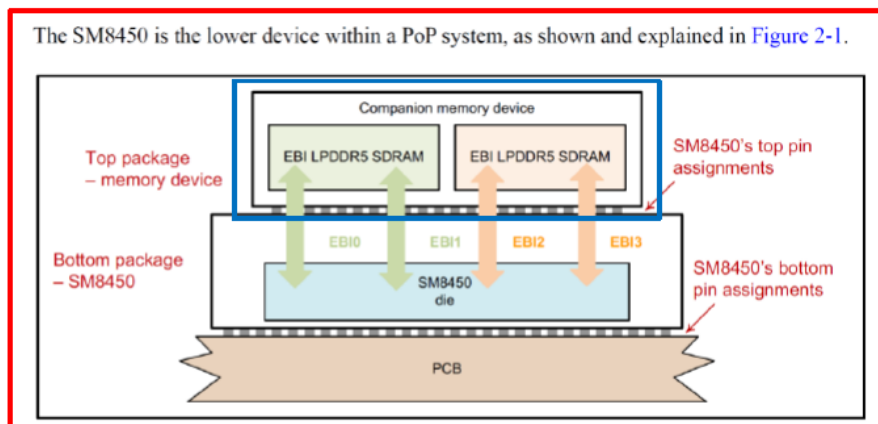 The SM8450 is the lower device within a PoP system, as shown and explained in Figure 2-1.
Companion memory device
EBI LPDDR5 SDRAM
EBI LPDDR5 SDRAM
Top package
– memory device
SM8450's top pin
assignments
EBI0
EBI1
EBI2
EBI3
Bottom package
– SM8450
SM8450
die
SM8450's bottom
pin assignments
PCB